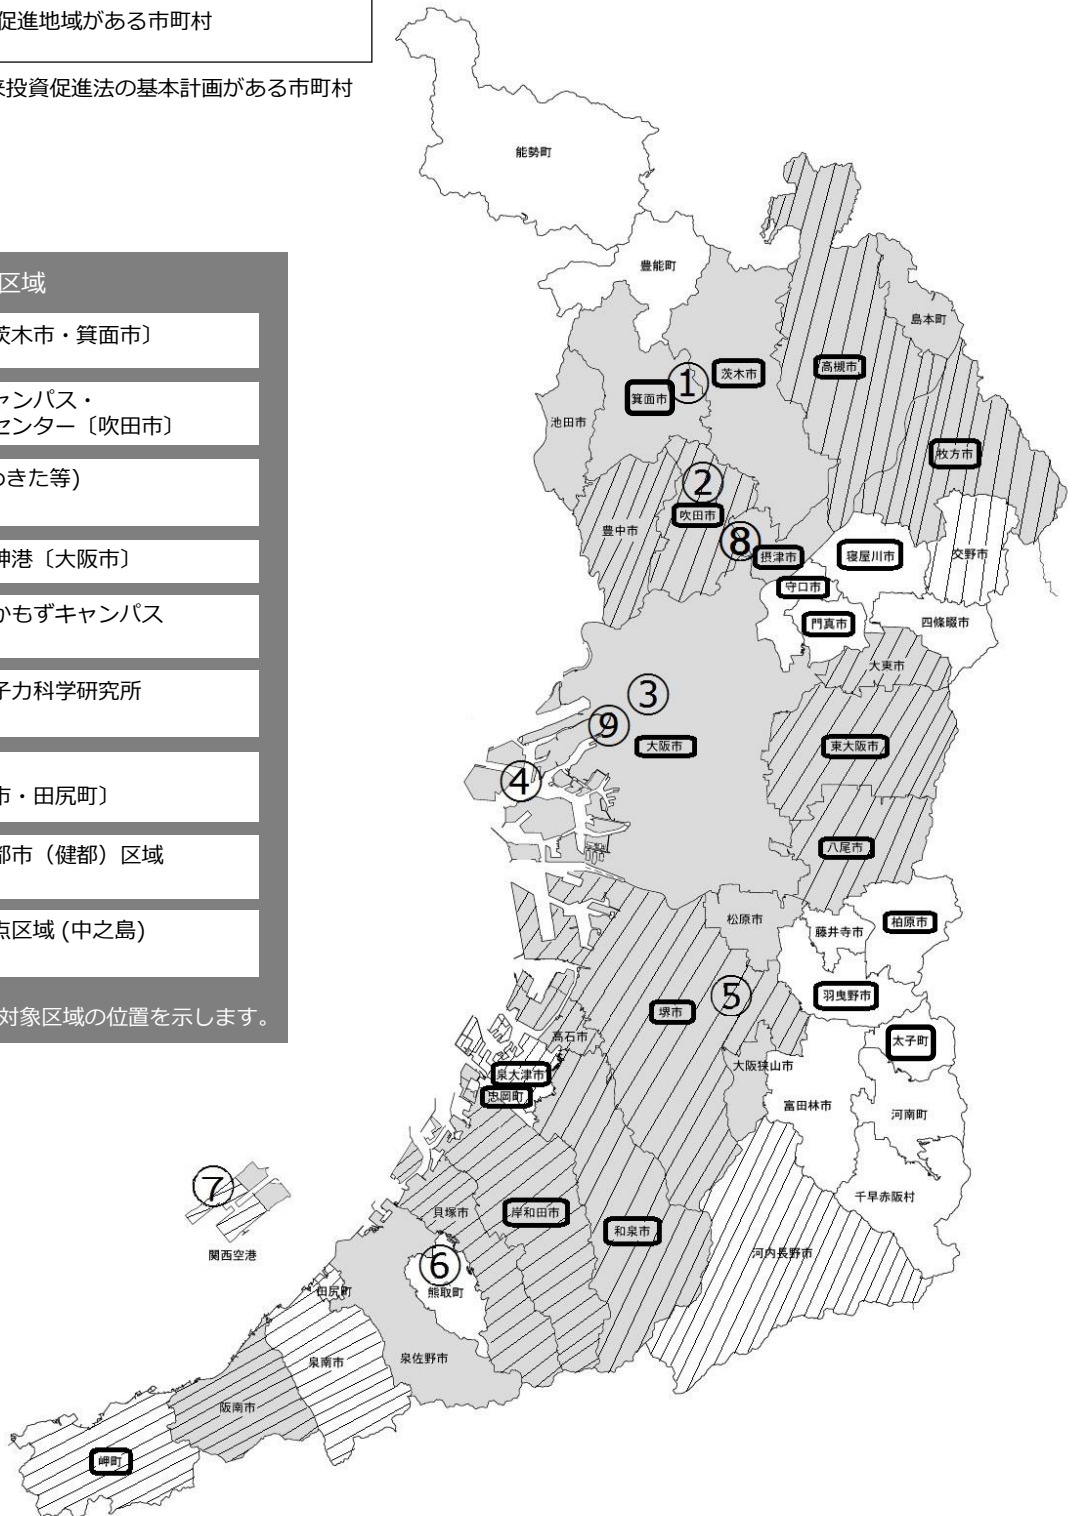 促進地域がある市町村
来投資促進法の基本計画がある市町村
区域
茨木市・箕面市〕
ャンパス・
センター〔吹田市〕
めきた等)
神港〔大阪市〕
かもずキャンパス
子力科学研究所
市・田尻町〕
都市（健都）区域
点区域 (中之島)
対象区域の位置を示します。
能勢町
豊能町
島本町
高槻市
茨木市
①
箕面市
池田市
枚方市
②
吹田市
豊中市
⑧
摂津市
寝屋川市
交野市
守口市
門真市
四條畷市
大東市
③
⑨
大阪市
東大阪市
④
八尾市
松原市
藤井寺市
柏原市
⑤
堺市
羽曳野市
高石市
太子町
大阪狭山市
泉大津市
忠岡町
富田林市
河南町
⑦
千早赤阪村
貝塚市
岸和田市
和泉市
河内長野市
関西空港
⑥
熊取町
田尻町
泉佐野市
泉南市
阪南市
岬町